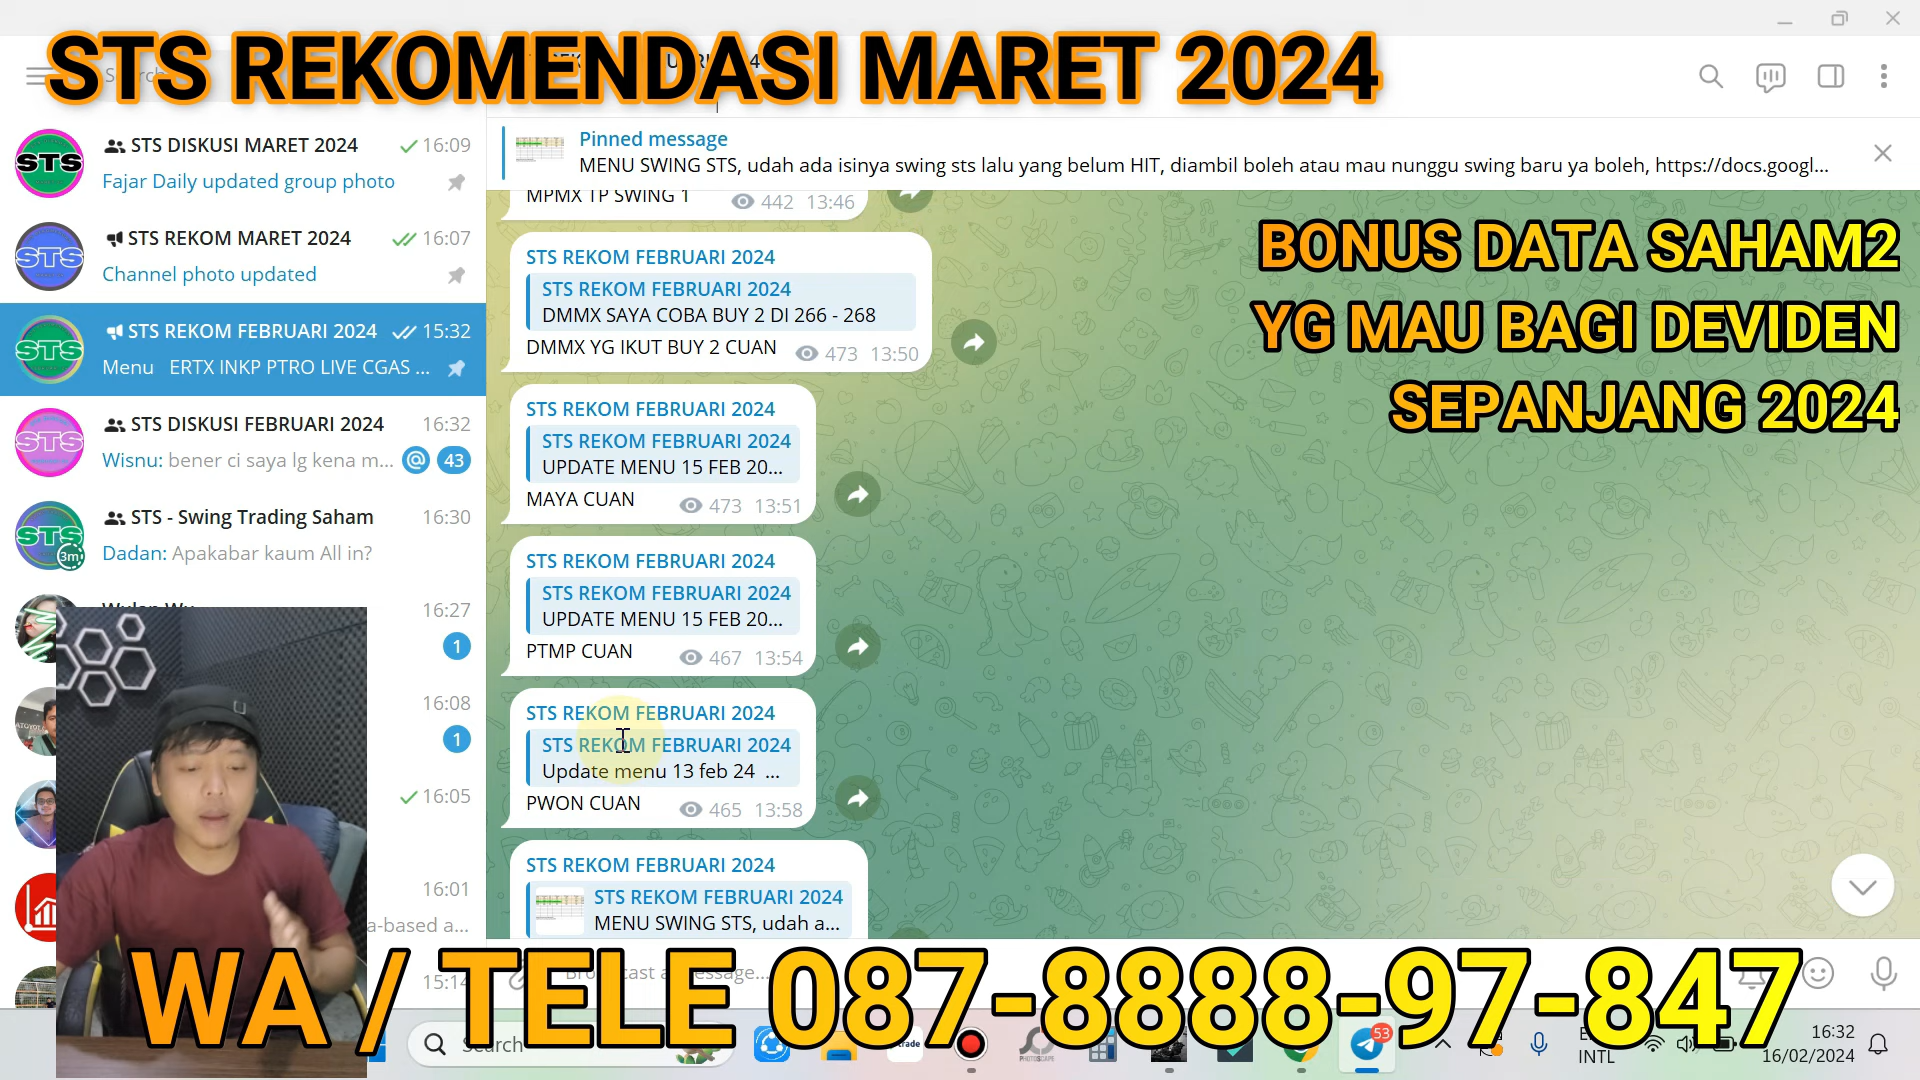 STS REKOMENDASI MARET 2024
Pinned message
MENU SWING STS, udah ada isinya swing sts lalu yang belum HIT, diambil boleh atau mau nunggu swing baru ya boleh, https://docs.googl...
STS DISKUSI MARET 2024 16:09
Fajar Daily updated group photo
STS REKOM MARET 2024 16:07
Channel photo updated
STS REKOM FEBRUARI 2024 15:32
Menu ERTX INKP PTRO LIVE CGAS ...
STS DISKUSI FEBRUARI 2024 16:32
Wisnu: bener ci saya lg kena m... @ 43
STS - Swing Trading Saham 16:30
Dadan: Apakabar kaum All in?
3m
16:27
1
16:08
1
16:05
16:01
a-based a...
STS
STS
STS
STS
STS
MPMX TP SWING 1 442 13:46
STS REKOM FEBRUARI 2024
STS REKOM FEBRUARI 2024
DMMX SAYA COBA BUY 2 DI 266 - 268
DMMX YG IKUT BUY 2 CUAN 473 13:50
STS REKOM FEBRUARI 2024
STS REKOM FEBRUARI 2024
UPDATE MENU 15 FEB 20...
MAYA CUAN 473 13:51
STS REKOM FEBRUARI 2024
STS REKOM FEBRUARI 2024
UPDATE MENU 15 FEB 20...
PTMP CUAN 467 13:54
STS REKOM FEBRUARI 2024
STS REKOM FEBRUARI 2024
Update menu 13 feb 24 ...
PWON CUAN 465 13:58
STS REKOM FEBRUARI 2024
STS REKOM FEBRUARI 2024
MENU SWING STS, udah a...
BONUS DATA SAHAM2
YG MAU BAGI DEVIDEN
SEPANJANG 2024
WA / TELE 087-8888-97-847
Search
53
INTL
16:32
16/02/2024